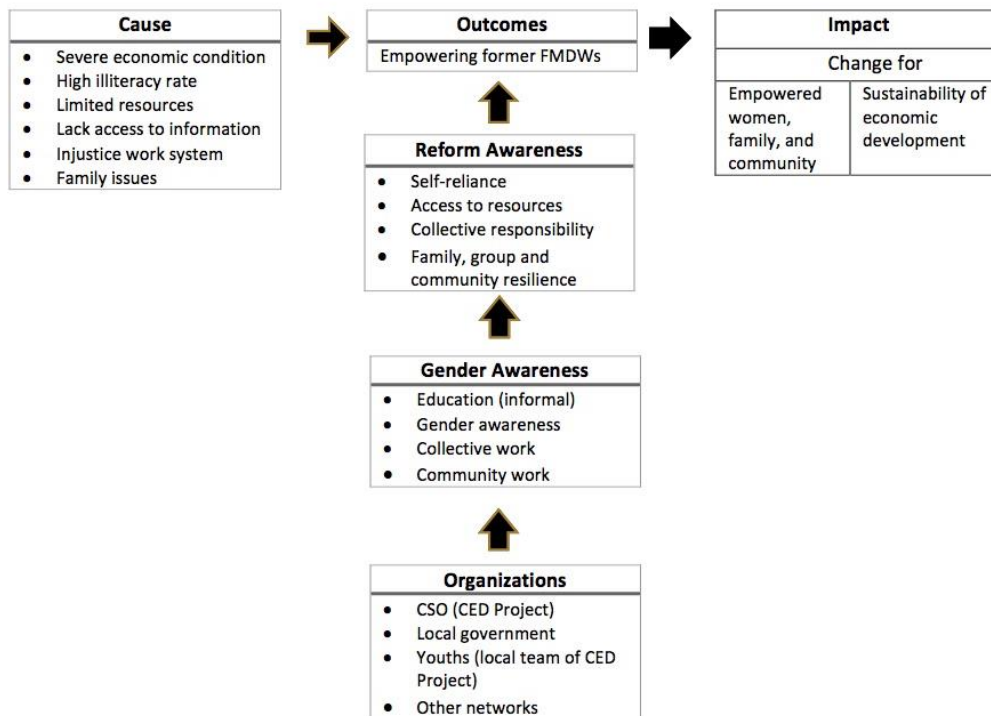 Cause
• Severe economic condition
• High illiteracy rate
• Limited resources
• Lack access to information
• Injustice work system
• Family issues
Outcomes
Empowering former FMDWs
Impact
Change for
Empowered
women,
family, and
community
Sustainability of
economic
development
Reform Awareness
• Self-reliance
• Access to resources
• Collective responsibility
• Family, group and
community resilience
Gender Awareness
• Education (informal)
• Gender awareness
• Collective work
• Community work
Organizations
• CSO (CED Project)
• Local government
• Youths (local team of CED
Project)
• Other networks